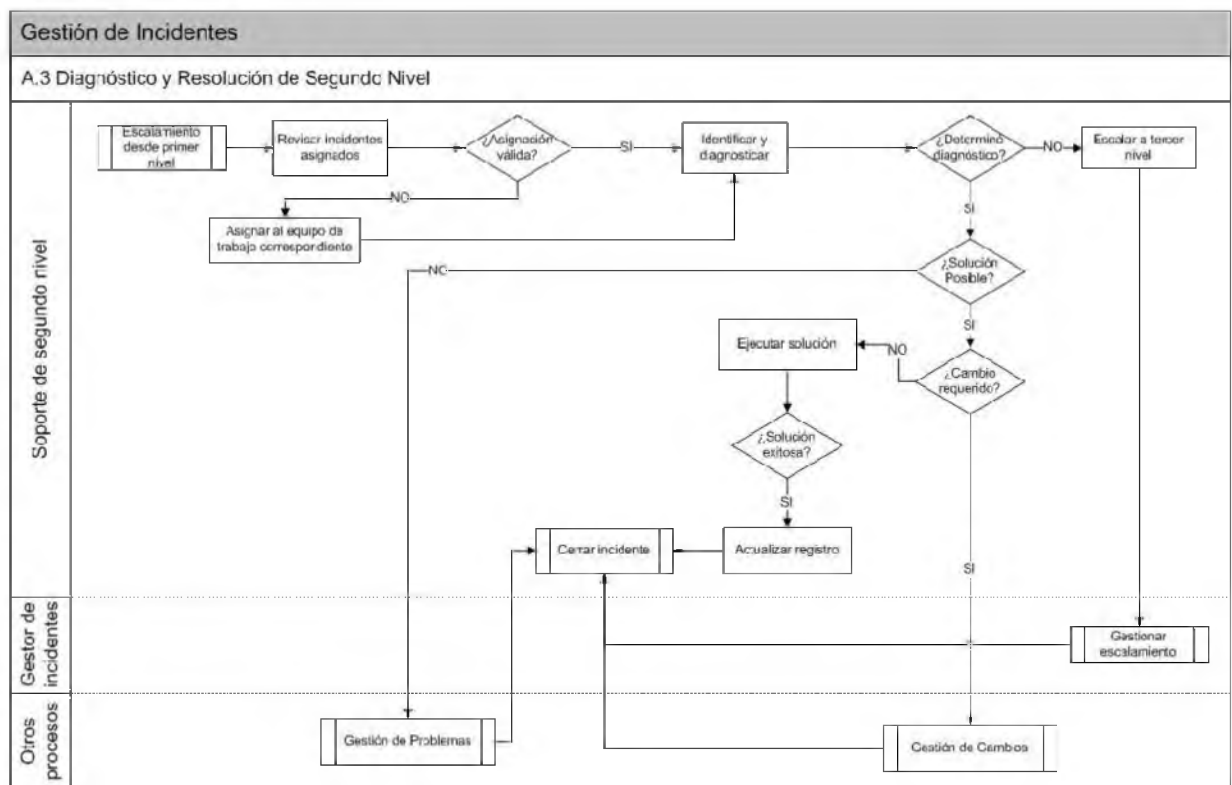 Gestión de Incidentes
A.3 Diagnóstico y Resolución de Segundo Nivel
Soporte de segundo nivel
Escalamiento
desde primer
nivel
Revisar incidentes
asignados
¿Asignación
válida?
SI
Identificar y
diagnosticar
¿Determinó
diagnóstico?
NO
Escalar a tercer
nivel
NO
Asignar al equipo de
trabajo correspondiente
SI
NO
¿Solución
Posible?
SI
Ejecutar solución
NO
¿Cambio
requerido?
¿Solución
exitosa?
SI
Cerrar incidente
Actualizar registro
SI
Gestor de
incidentes
Gestionar
escalamiento
Otros
procesos
Gestión de Problemas
Gestión de Cambios